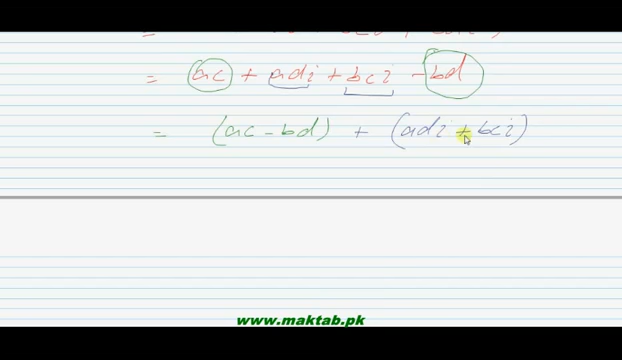 = ac + adi + bci - bd
= (ac - bd) + (adi + bci)
www.maktab.pk